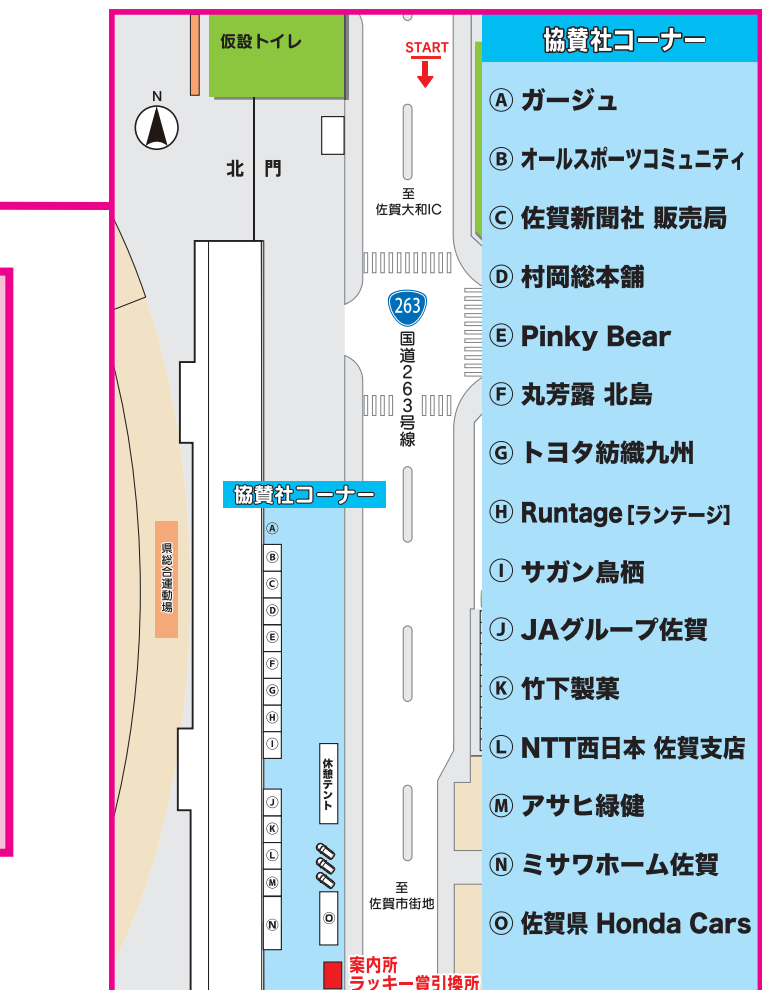 仮設トイレ
START
N
北 門
至
佐賀大和IC
263
国道263号線
協賛社コーナー
県総合運動場
Ⓐ
Ⓑ
Ⓒ
Ⓓ
Ⓔ
Ⓕ
Ⓖ
Ⓗ
Ⓘ
Ⓙ
Ⓚ
Ⓛ
Ⓜ
Ⓝ
休憩テント
Ⓞ
至
佐賀市街地
案内所
ラッキー賞引換所
協賛社コーナー
Ⓐ ガージュ
Ⓑ オールスポーツコミュニティ
Ⓒ 佐賀新聞社 販売局
Ⓓ 村岡総本舗
Ⓔ Pinky Bear
Ⓕ 丸芳露 北島
Ⓖ トヨタ紡織九州
Ⓗ Runtage [ランテージ]
Ⓘ サガン鳥栖
Ⓙ JAグループ佐賀
Ⓚ 竹下製菓
Ⓛ NTT西日本 佐賀支店
Ⓜ アサヒ緑健
Ⓝ ミサワホーム佐賀
Ⓞ 佐賀県 Honda Cars